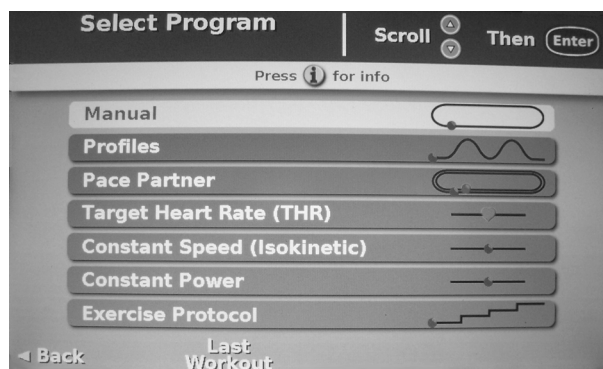 Select Program
Scroll Then Enter
Press i for info
Manual
Profiles
Pace Partner
Target Heart Rate (THR)
Constant Speed (Isokinetic)
Constant Power
Exercise Protocol
Back
Last
Workout